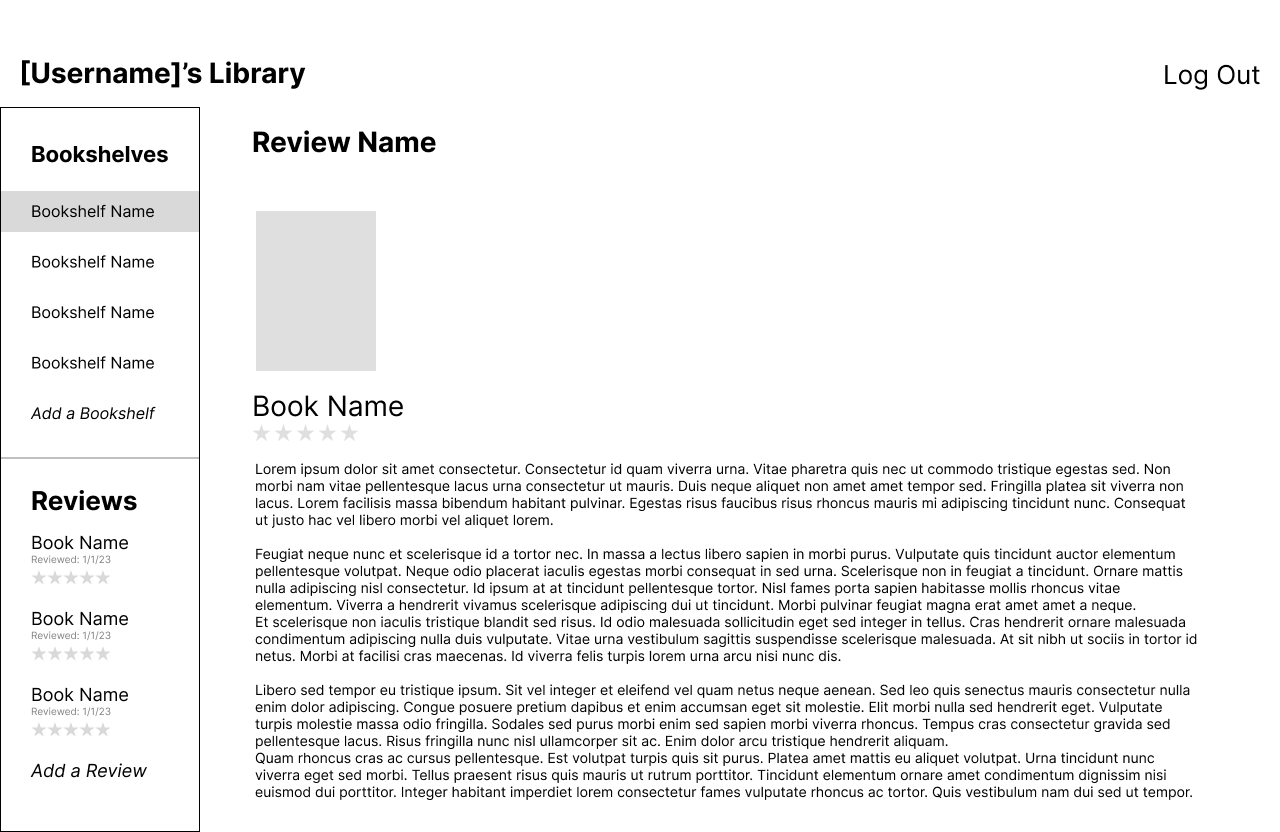 [Username]’s Library
Log Out
Bookshelves
Bookshelf Name
Bookshelf Name
Bookshelf Name
Bookshelf Name
Add a Bookshelf
Reviews
Book Name
Reviewed: 1/1/23
Book Name
Reviewed: 1/1/23
Book Name
Reviewed: 1/1/23
Add a Review
Review Name
Book Name
Lorem ipsum dolor sit amet consectetur. Consectetur id quam viverra urna. Vitae pharetra quis nec ut commodo tristique egestas sed. Non
morbi nam vitae pellentesque lacus urna consectetur ut mauris. Duis neque aliquet non amet amet tempor sed. Fringilla platea sit viverra non
lacus. Lorem facilisis massa bibendum habitant pulvinar. Egestas risus faucibus risus rhoncus mauris mi adipiscing tincidunt nunc. Consequat
ut justo hac vel libero morbi vel aliquet lorem.
Feugiat neque nunc et scelerisque id a tortor nec. In massa a lectus libero sapien in morbi purus. Vulputate quis tincidunt auctor elementum
pellentesque volutpat. Neque odio placerat iaculis egestas morbi consequat in sed urna. Scelerisque non in feugiat a tincidunt. Ornare mattis
nulla adipiscing nisl consectetur. Id ipsum at at tincidunt pellentesque tortor. Nisl fames porta sapien habitasse mollis rhoncus vitae
elementum. Viverra a hendrerit vivamus scelerisque adipiscing dui ut tincidunt. Morbi pulvinar feugiat magna erat amet amet a neque.
Et scelerisque non iaculis tristique blandit sed risus. Id odio malesuada sollicitudin eget sed integer in tellus. Cras hendrerit ornare malesuada
condimentum adipiscing nulla duis vulputate. Vitae urna vestibulum sagittis suspendisse scelerisque malesuada. At sit nibh ut sociis in tortor id
netus. Morbi at facilisi cras maecenas. Id viverra felis turpis lorem urna arcu nisi nunc dis.
Libero sed tempor eu tristique ipsum. Sit vel integer et eleifend vel quam netus neque aenean. Sed leo quis senectus mauris consectetur nulla
enim dolor adipiscing. Congue posuere pretium dapibus et enim accumsan eget sit molestie. Elit morbi nulla sed hendrerit eget. Vulputate
turpis molestie massa odio fringilla. Sodales sed purus morbi enim sed sapien morbi viverra rhoncus. Tempus cras consectetur gravida sed
pellentesque lacus. Risus fringilla nunc nisl ullamcorper sit ac. Enim dolor arcu tristique hendrerit aliquam.
Quam rhoncus cras ac cursus pellentesque. Est volutpat turpis quis sit purus. Platea amet mattis eu aliquet volutpat. Urna tincidunt nunc
viverra eget sed morbi. Tellus praesent risus quis mauris ut rutrum porttitor. Tincidunt elementum ornare amet condimentum dignissim nisi
euismod dui porttitor. Integer habitant imperdiet lorem consectetur fames vulputate rhoncus ac tortor. Quis vestibulum nam dui sed ut tempor.